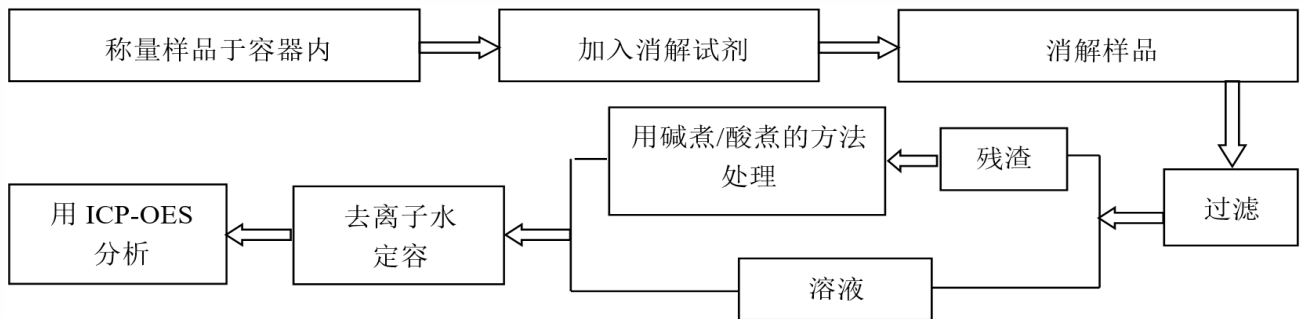 称量样品于容器内
加入消解试剂
消解样品
过滤
残渣
用碱煮/酸煮的方法
处理
溶液
去离子水
定容
用 ICP-OES
分析